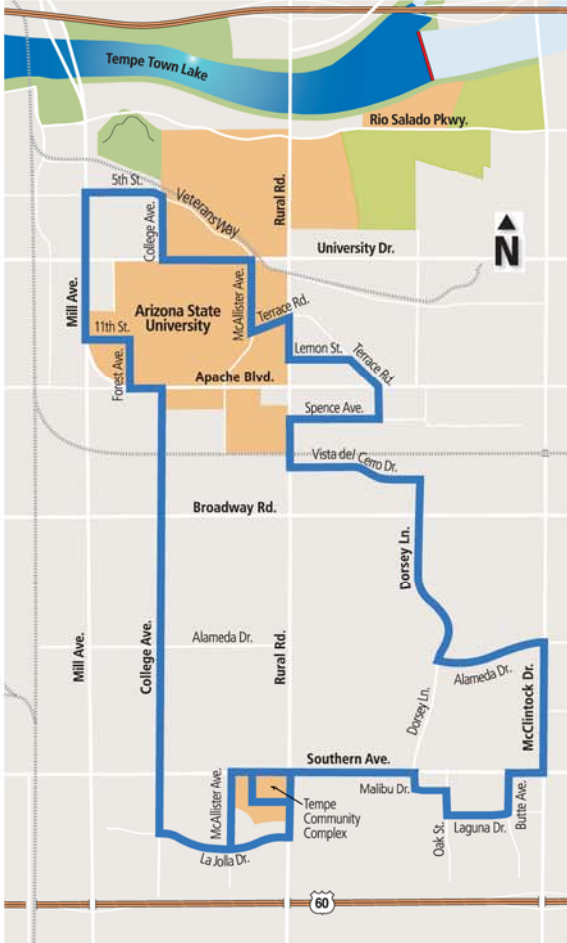 Tempe Town Lake
Rio Salado Pkwy.
5th St.
Veterans Way
Rural Rd.
College Ave.
University Dr.
N
Mill Ave.
Arizona State
University
McAllister Ave.
Terrace Rd.
11th St.
Lemon St.
Terrace Rd.
Forest Ave.
Apache Blvd.
Spence Ave.
Vista del Cerro Dr.
Broadway Rd.
Dorsey Ln.
Alameda Dr.
Mill Ave.
College Ave.
Rural Rd.
Alameda Dr.
Dorsey Ln.
McClintock Dr.
Southern Ave.
McAllister Ave.
Malibu Dr.
Tempe
Community
Complex
Oak St.
Laguna Dr.
Butte Ave.
La Jolla Dr.
60